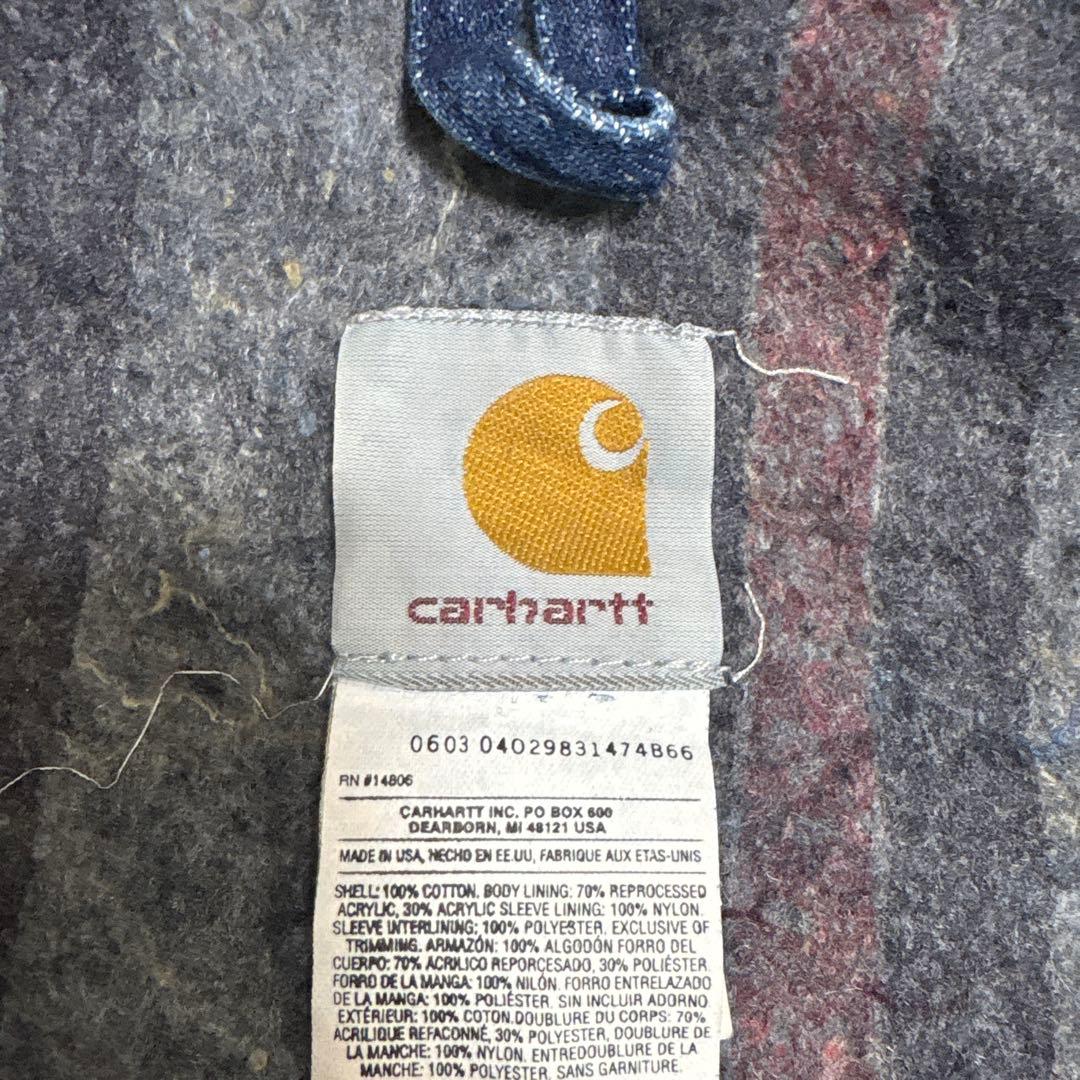 carhartt
0603 04029831474B66
RN #14806
CARHARTT INC. PO BOX 600
DEARBORN, MI 48121 USA
MADE IN USA, HECHO EN EE.UU, FABRIQUE AUX ETAS-UNIS
SHELL: 100% COTTON. BODY LINING: 70% REPROCESSED
ACRYLIC, 30% ACRYLIC SLEEVE LINING: 100% NYLON.
SLEEVE INTERLINING: 100% POLYESTER, EXCLUSIVE OF
TRIMMING. ARMAZÓN: 100% ALGODÓN FORRO DEL
CUERPO: 70% ACRILICO REPORCESADO, 30% POLIÉSTER.
FORRO DE LA MANGA: 100% NILÓN. FORRO ENTRELAZADO
DE LA MANGA: 100% POLIÉSTER. SIN INCLUIR ADORNO.
EXTÉRIEUR: 100% COTON.DOUBLURE DU CORPS: 70%
ACRILIQUE REFACONNÉ, 30% POLYESTER, DOUBLURE DE
LA MANCHE: 100% NYLON. ENTREDOUBLURE DE LA
MANCHE: 100% POLYESTER. SANS GARNITURE.